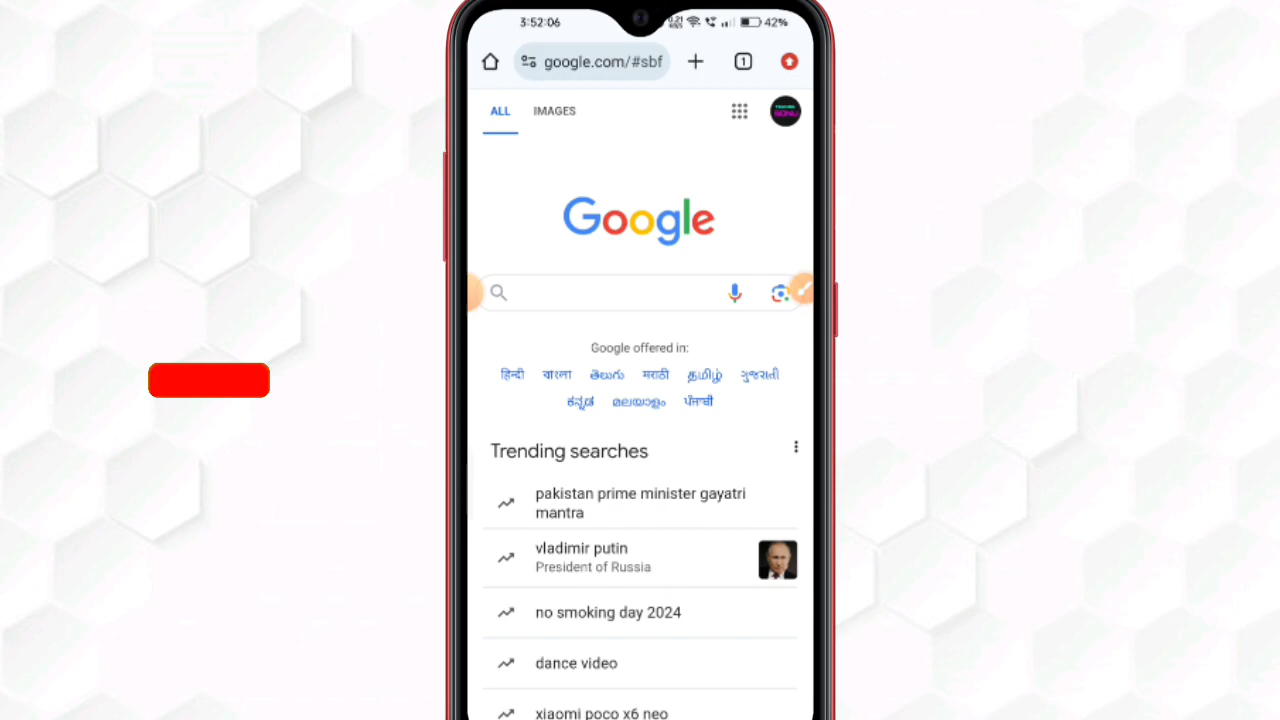 3:52:06
0.21
42%
google.com/#sbf
1
ALL IMAGES
Google
Google offered in:
हिन्दी বাংলা తెలుగు मराठी தமிழ் ગુજરાતી
ಕನ್ನಡ മലയാളം ਪੰਜਾਬੀ
Trending searches
pakistan prime minister gayatri
mantra
vladimir putin
President of Russia
no smoking day 2024
dance video
xiaomi poco x6 neo